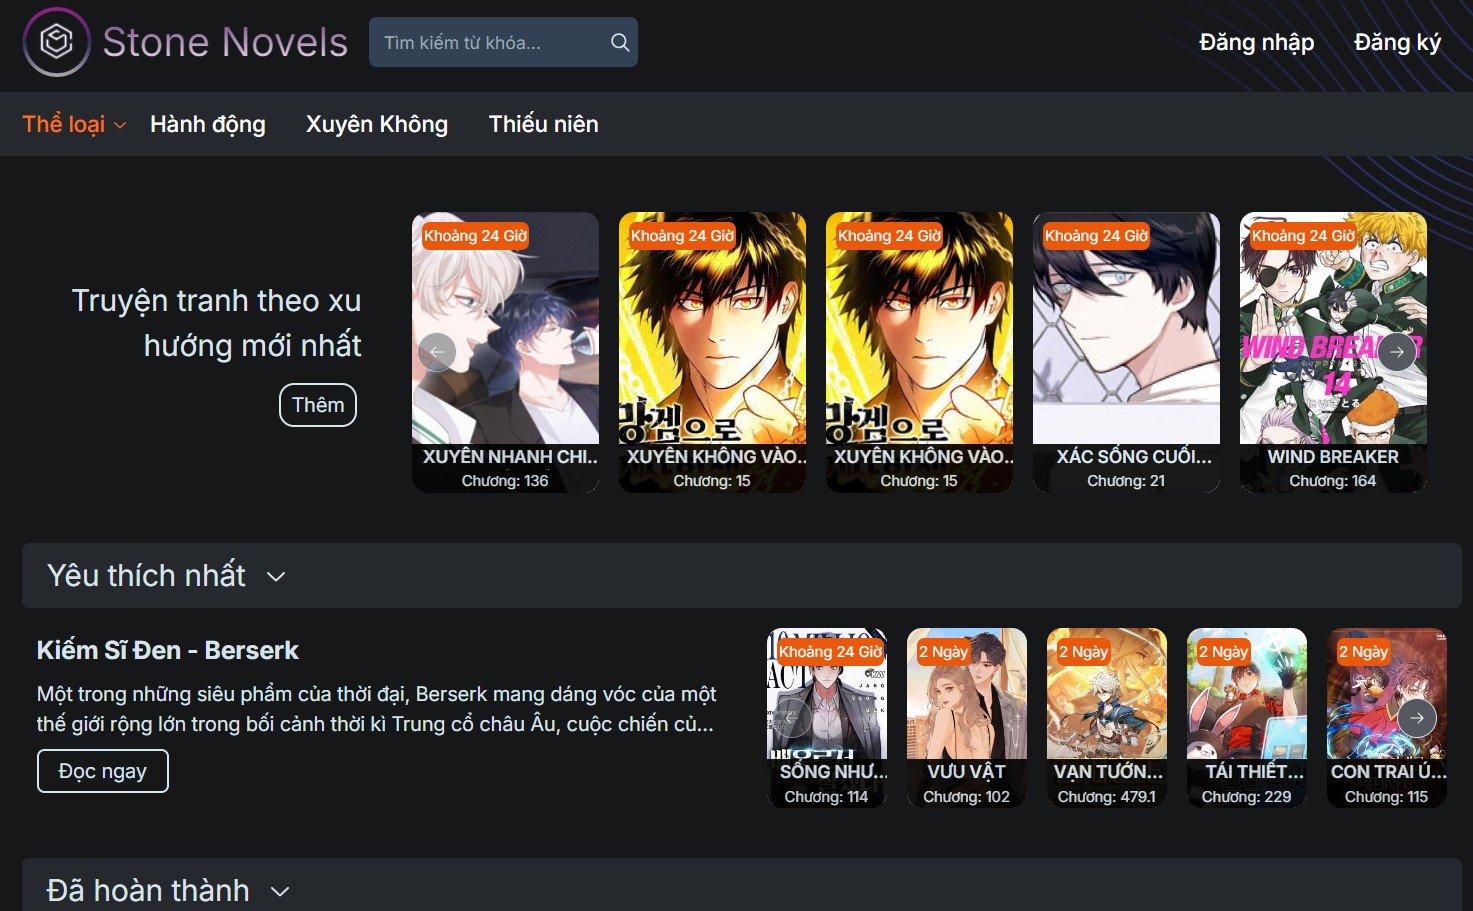 Stone Novels
Tìm kiếm từ khóa...
Đăng nhập
Đăng ký
Thể loại
Hành động
Xuyên Không
Thiếu niên
Truyện tranh theo xu
hướng mới nhất
Thêm
Khoảng 24 Giờ
XUYÊN NHANH CHI...
Chương: 136
Khoảng 24 Giờ
망겜으로
XUYÊN KHÔNG VÀO...
Chương: 15
Khoảng 24 Giờ
망겜으로
XUYÊN KHÔNG VÀO...
Chương: 15
Khoảng 24 Giờ
XÁC SỐNG CUỐI...
Chương: 21
Khoảng 24 Giờ
WIND BREAKER
14
WIND BREAKER
Chương: 164
Yêu thích nhất
Kiếm Sĩ Đen - Berserk
Một trong những siêu phẩm của thời đại, Berserk mang dáng vóc của một
thế giới rộng lớn trong bối cảnh thời kì Trung cổ châu Âu, cuộc chiến củ...
Đọc ngay
Khoảng 24 Giờ
SỐNG NHƯ...
Chương: 114
2 Ngày
VƯU VẬT
Chương: 102
2 Ngày
VẠN TƯỚN...
Chương: 479.1
2 Ngày
TÁI THIẾT...
Chương: 229
2 Ngày
CON TRAI Ú...
Chương: 115
Đã hoàn thành